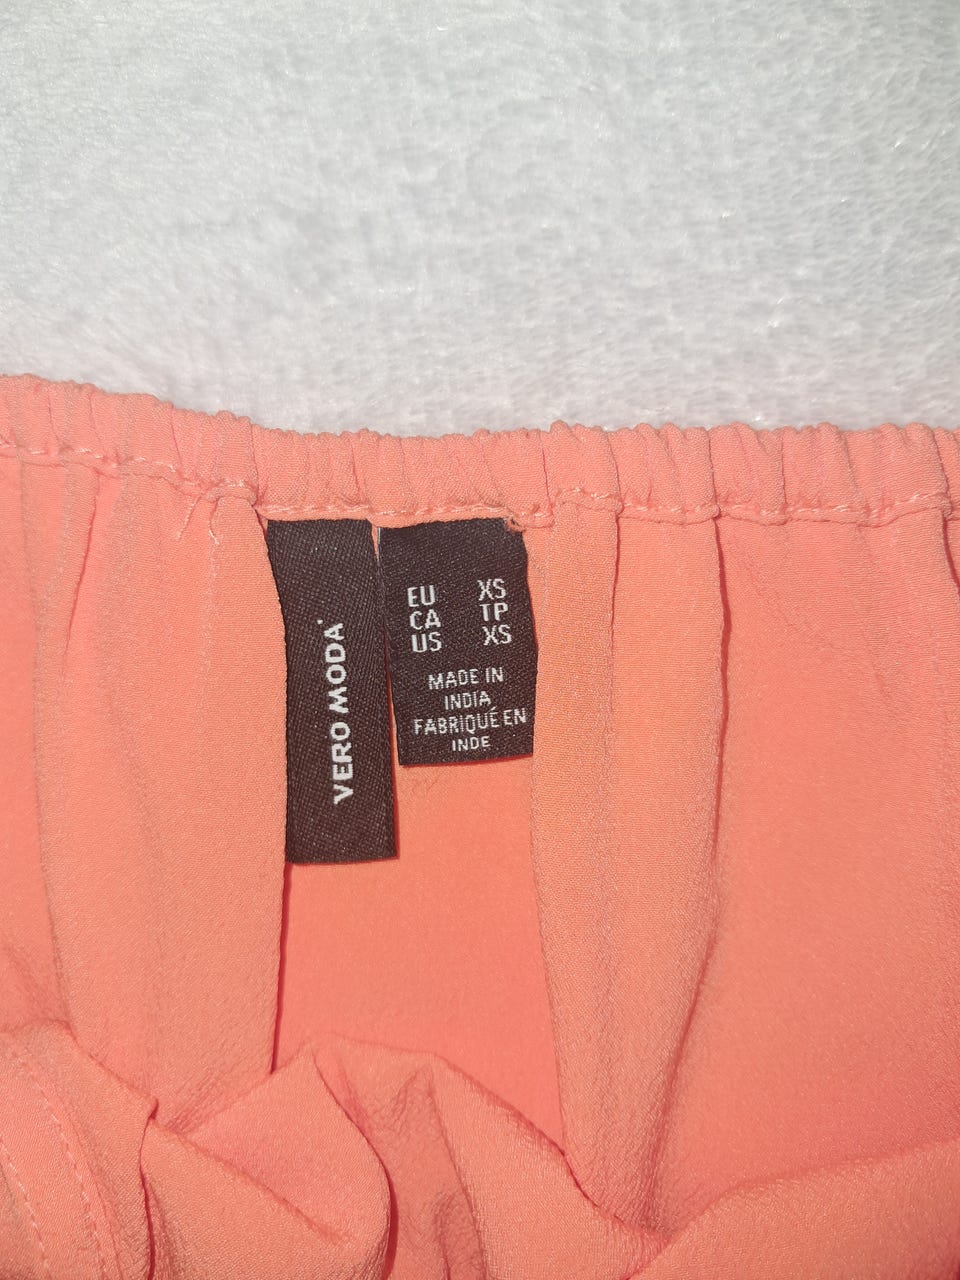 VERO MODA
EU XS
CA TP
US XS
MADE IN
INDIA
FABRIQUÉ EN
INDE